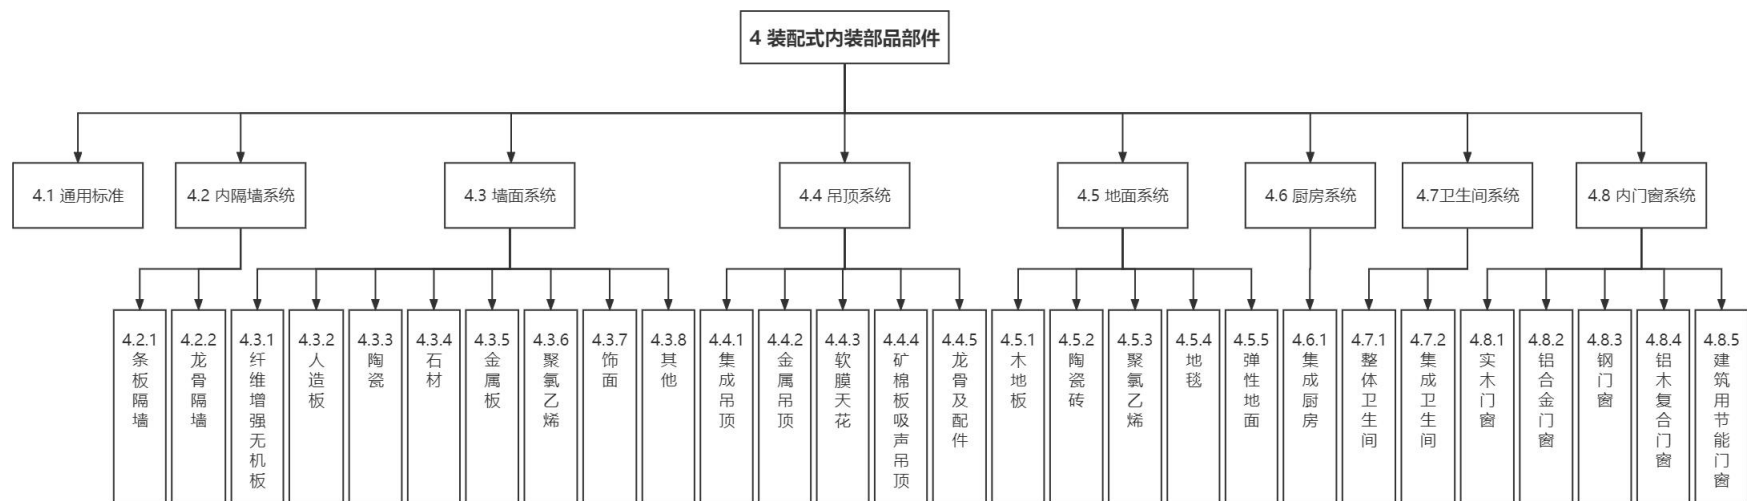 4 装配式内装部品部件
4.1 通用标准
4.2 内隔墙系统
4.3 墙面系统
4.4 吊顶系统
4.5 地面系统
4.6 厨房系统
4.7卫生间系统
4.8 内门窗系统
4.2.1条板隔墙
4.2.2龙骨隔墙
4.3.1纤维增强无机板
4.3.2人造板
4.3.3陶瓷
4.3.4石材
4.3.5金属板
4.3.6聚氯乙烯
4.3.7饰面
4.3.8其他
4.4.1集成吊顶
4.4.2金属吊顶
4.4.3软膜天花
4.4.4矿棉板吸声吊顶
4.4.5龙骨及配件
4.5.1木地板
4.5.2陶瓷砖
4.5.3聚氯乙烯
4.5.4地毯
4.5.5弹性地面
4.6.1集成厨房
4.7.1整体卫生间
4.7.2集成卫生间
4.8.1实木门窗
4.8.2铝合金门窗
4.8.3钢门窗
4.8.4铝木复合门窗
4.8.5建筑用节能门窗